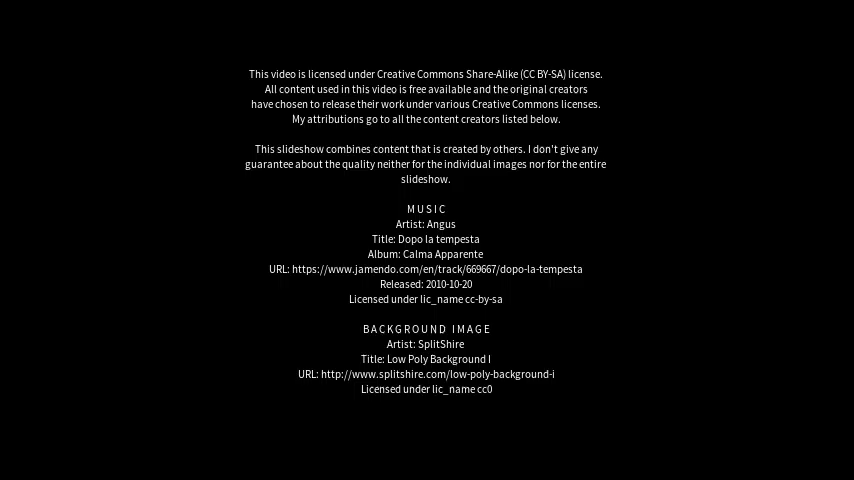 This video is licensed under Creative Commons Share-Alike (CC BY-SA) license.
All content used in this video is free available and the original creators
have chosen to release their work under various Creative Commons licenses.
My attributions go to all the content creators listed below.
This slideshow combines content that is created by others. I don't give any
guarantee about the quality neither for the individual images nor for the entire
slideshow.
MUSIC
Artist: Angus
Title: Dopo la tempesta
Album: Calma Apparente
URL: https://www.jamendo.com/en/track/669667/dopo-la-tempesta
Released: 2010-10-20
Licensed under lic_name cc-by-sa
BACKGROUND IMAGE
Artist: SplitShire
Title: Low Poly Background I
URL: http://www.splitshire.com/low-poly-background-i
Licensed under lic_name cc0